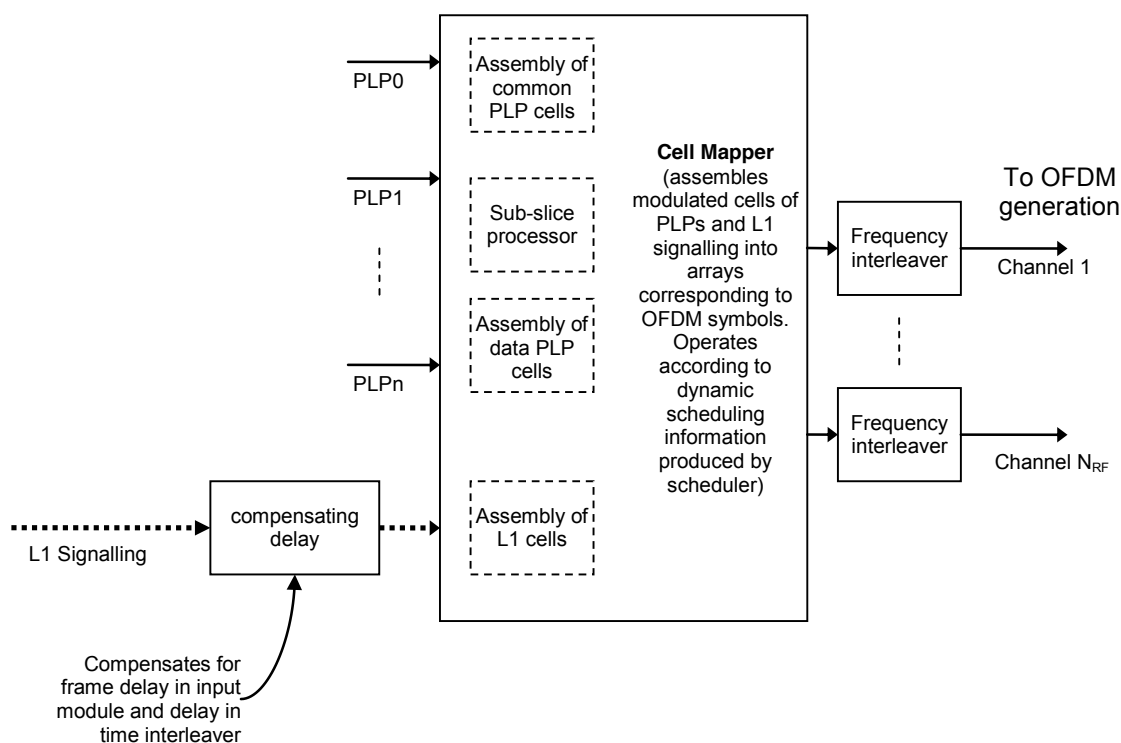 PLP0
PLP1
PLPn
Assembly of
common
PLP cells
Sub-slice
processor
Assembly of
data PLP
cells
Assembly of
L1 cells
Cell Mapper
(assembles
modulated cells of
PLPs and L1
signalling into
arrays
corresponding to
OFDM symbols.
Operates
according to
dynamic
scheduling
information
produced by
scheduler)
Frequency
interleaver
To OFDM
generation
Channel 1
Frequency
interleaver
Channel NRF
L1 Signalling
compensating
delay
Compensates for
frame delay in input
module and delay in
time interleaver